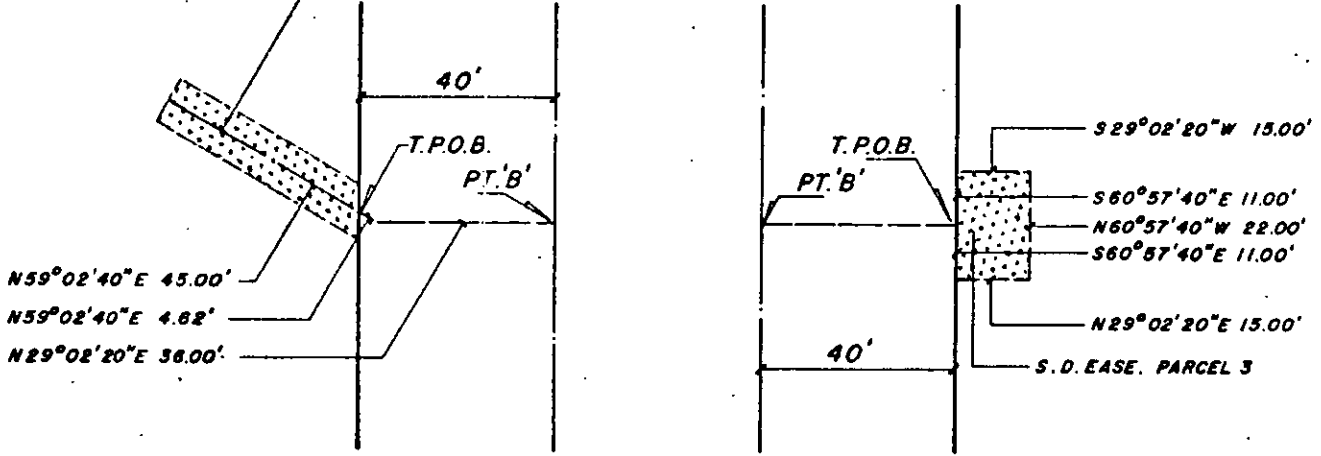 40'
T.P.O.B.
PT.'B'
N59°02'40"E 45.00'
N59°02'40"E 4.62'
N29°02'20"E 36.00'
T.P.O.B.
PT.'B'
40'
S29°02'20"W 15.00'
S60°57'40"E 11.00'
N60°57'40"W 22.00'
S60°57'40"E 11.00'
N29°02'20"E 15.00'
S.D. EASE. PARCEL 3